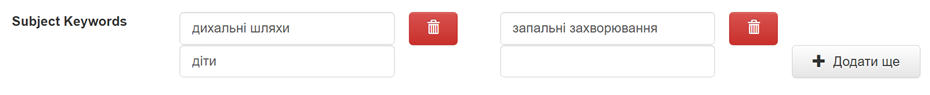 Subject Keywords
дихальні шляхи
запальні захворювання
діти
Додати ще